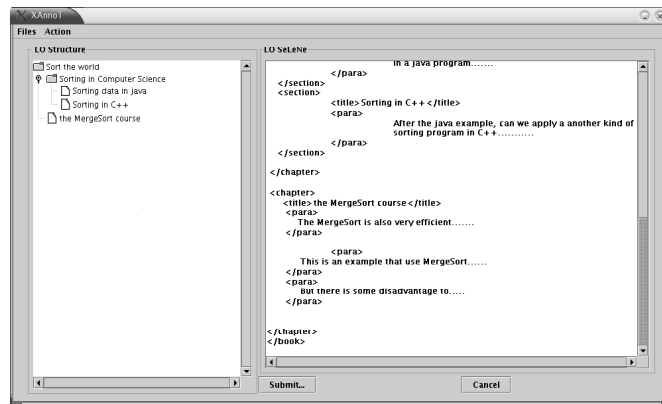 XAnnoT
Files Action
LO Structure
Sort the world
Sorting in Computer Science
Sorting data in java
Sorting in C++
the MergeSort course
LO SeLeNe
in a java program.......
</para>
</section>
<section>
<title>Sorting in C++</title>
<para>
After the java example, can we apply a another kind of
sorting program in C++...........
</para>
</section>
</chapter>
<chapter>
<title>the MergeSort course</title>
<para>
The MergeSort is also very efficient.......
</para>
<para>
This is an example that use MergeSort......
</para>
<para>
But there is some disadvantage to.....
</para>
</chapter>
</book>
Submit...
Cancel